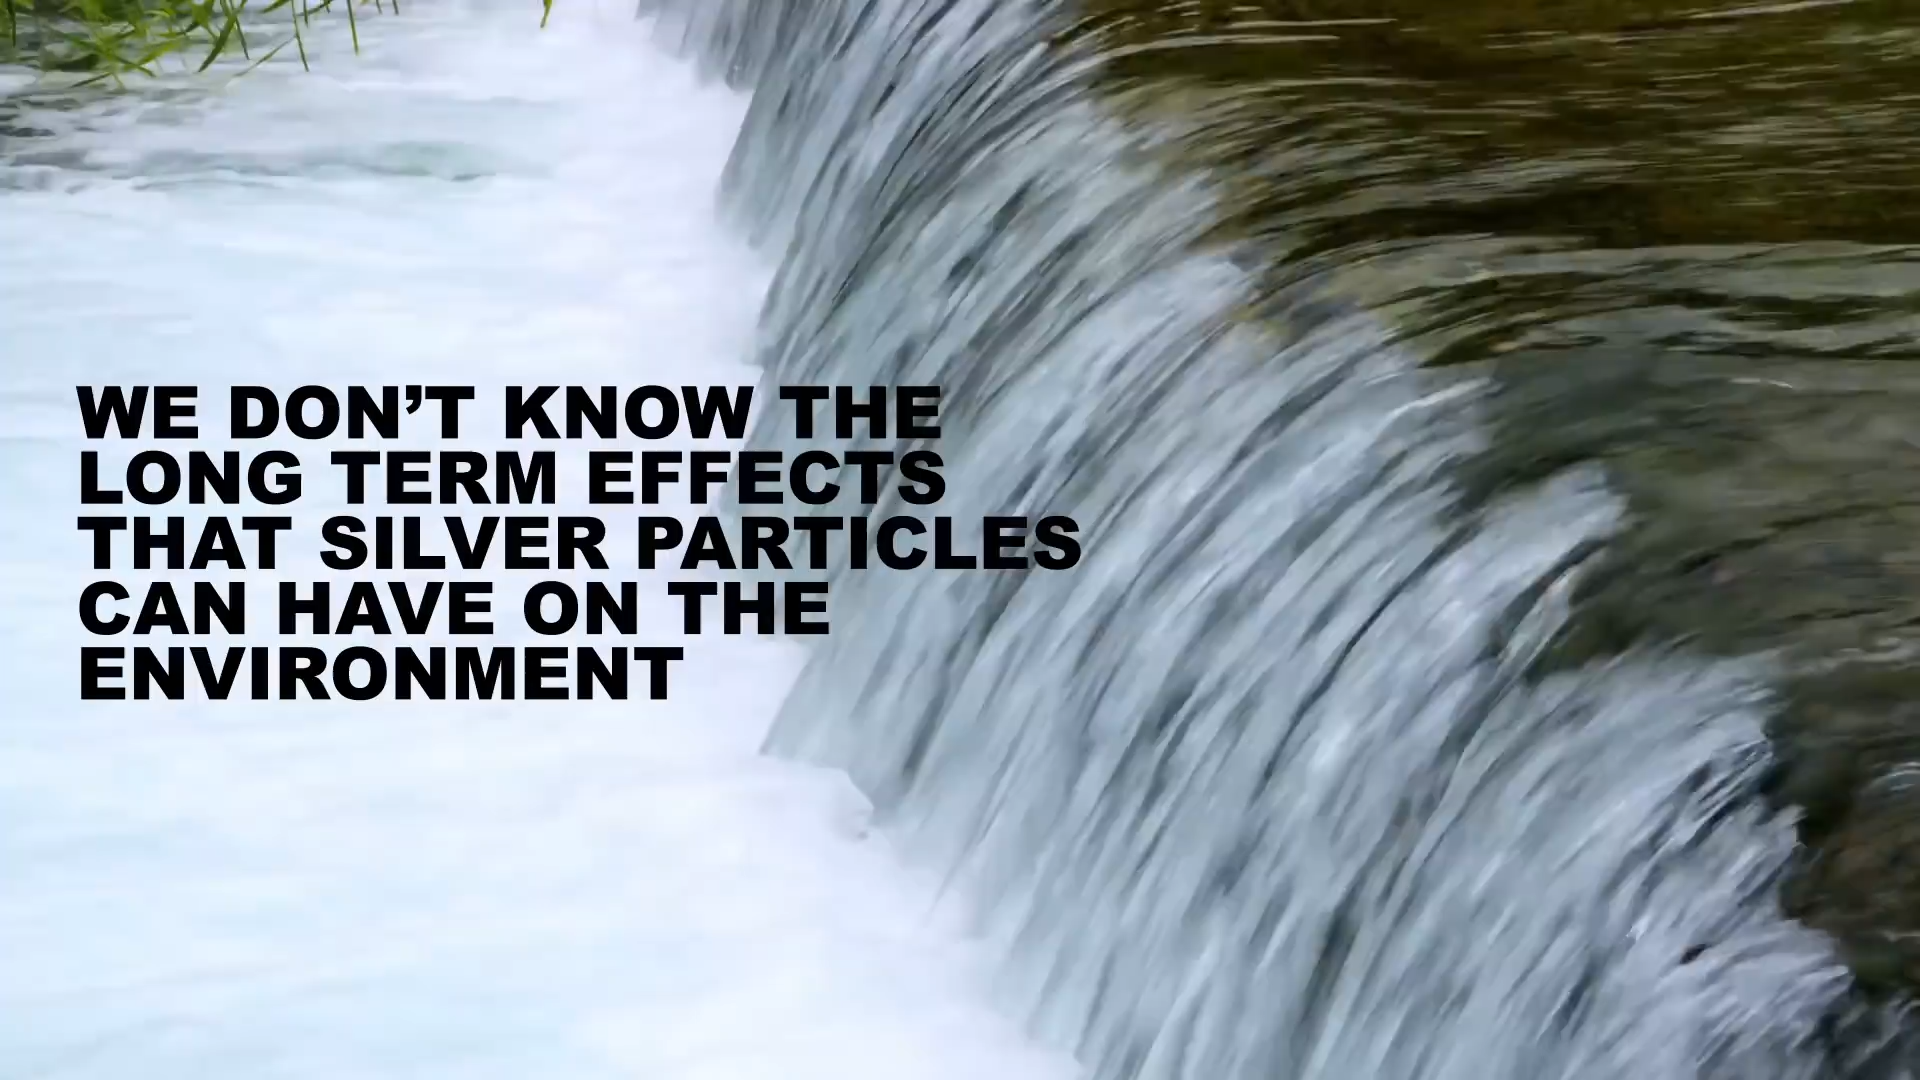 WE DON’T KNOW THE
LONG TERM EFFECTS
THAT SILVER PARTICLES
CAN HAVE ON THE
ENVIRONMENT